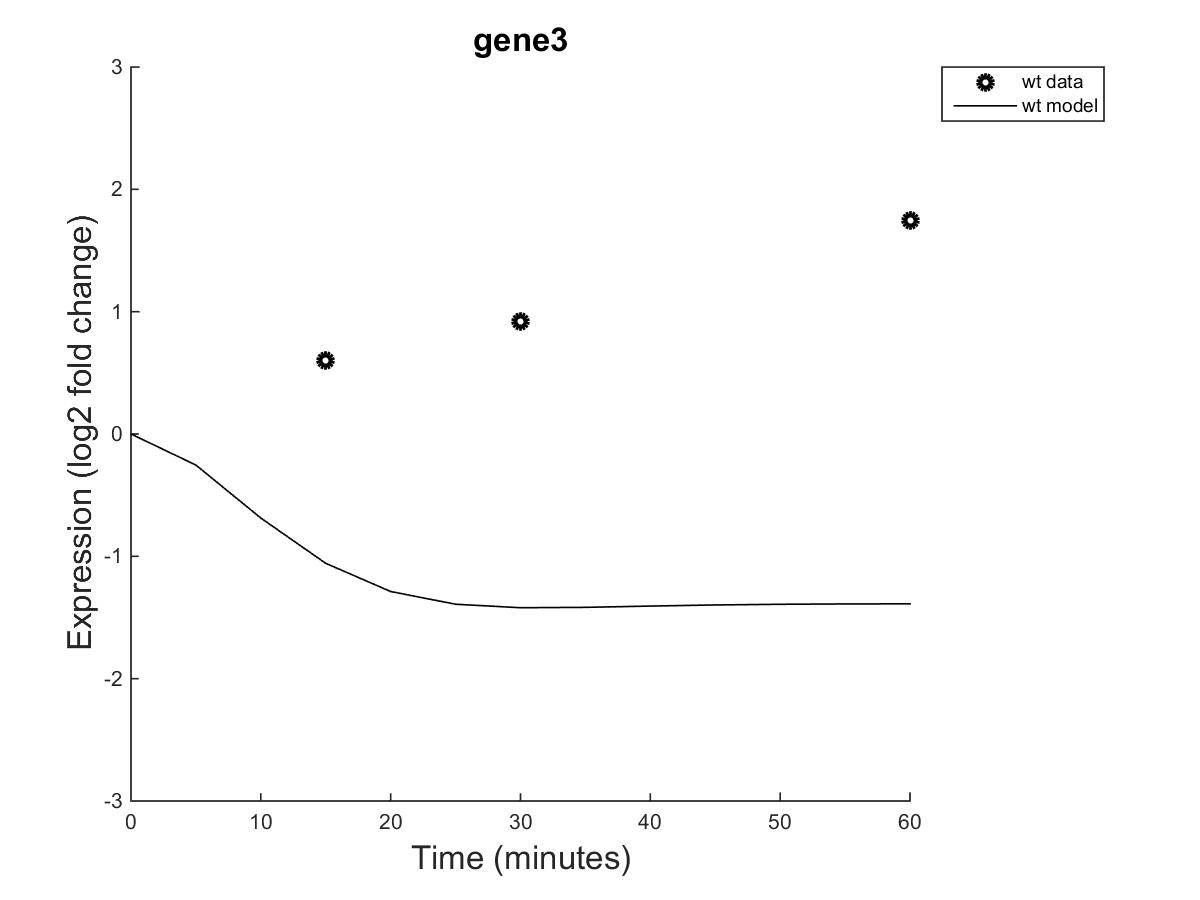 gene3
wt data
wt model
Expression (log2 fold change)
3
2
1
0
-1
-2
-3
0 10 20 30 40 50 60
Time (minutes)